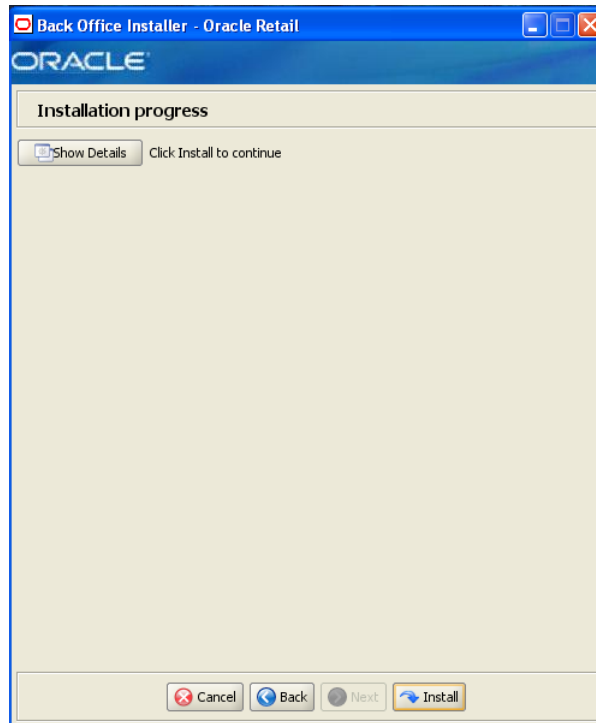 Back Office Installer - Oracle Retail
ORACLE
Installation progress
Show Details Click Install to continue
Cancel Back Next Install